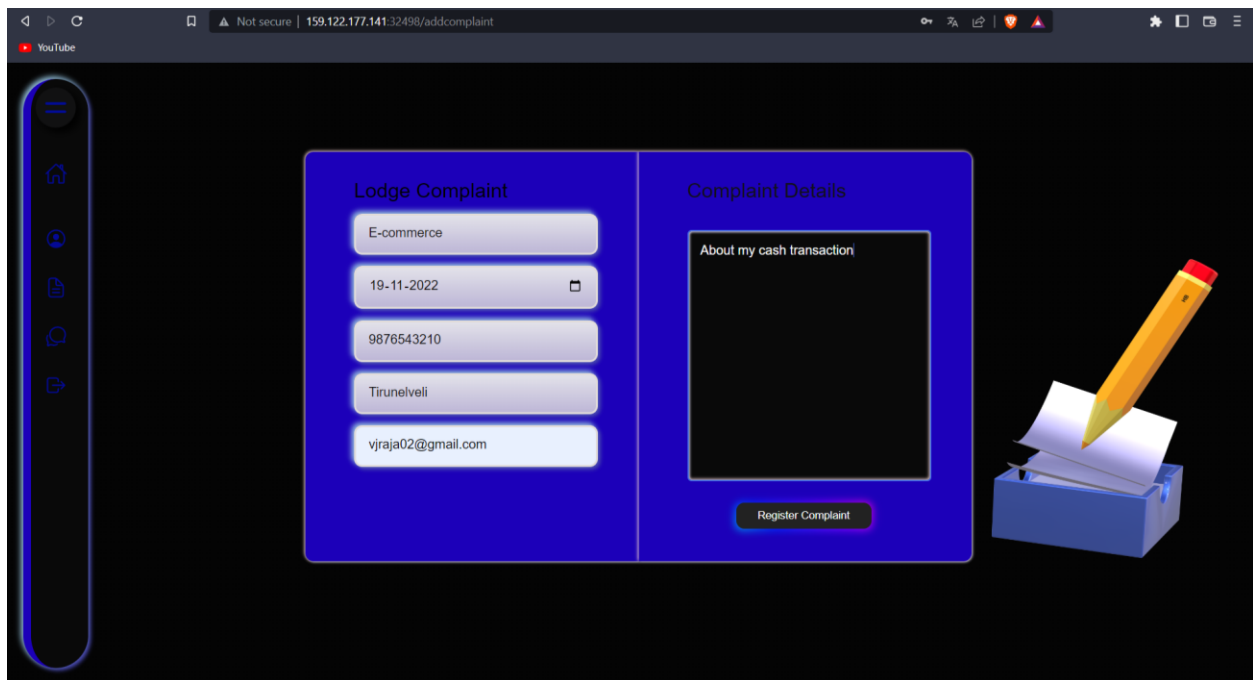 Not secure | 159.122.177.141:32498/addcomplaint
YouTube
Lodge Complaint
E-commerce
19-11-2022
9876543210
Tirunelveli
vjraja02@gmail.com
Complaint Details
About my cash transaction
Register Complaint